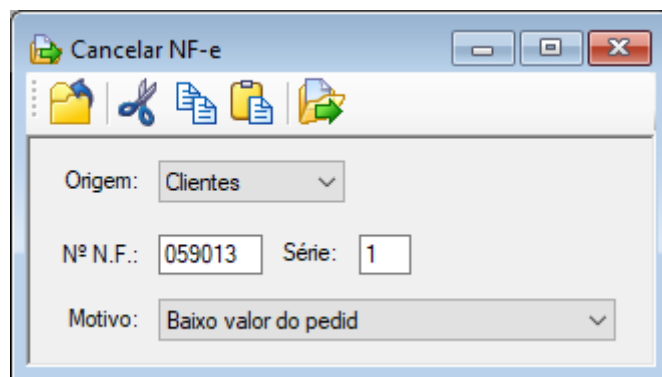 Cancelar NF-e
Origem: Clientes
Nº N.F.: 059013 Série: 1
Motivo: Baixo valor do pedid